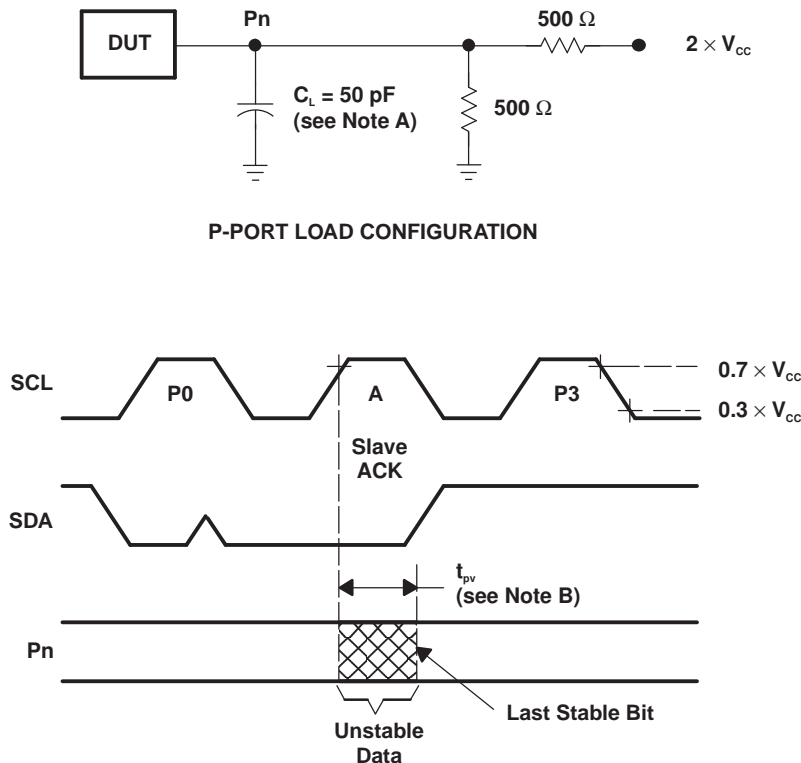 DUT
Pn
500 Ω
2 × Vcc
CL = 50 pF
(see Note A)
500 Ω
P-PORT LOAD CONFIGURATION
SCL
P0
A
P3
0.7 × Vcc
0.3 × Vcc
Slave
ACK
SDA
tpv
(see Note B)
Pn
Last Stable Bit
Unstable
Data